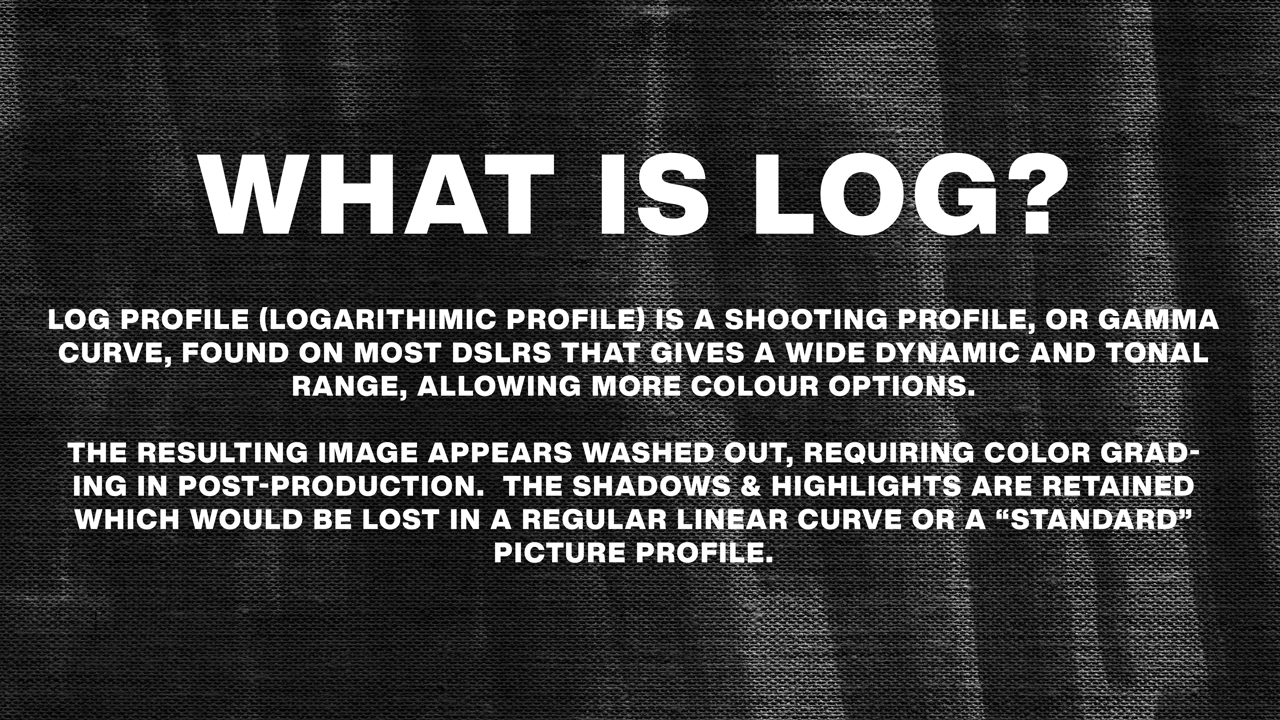 WHAT IS LOG?
LOG PROFILE (LOGARITHIMIC PROFILE) IS A SHOOTING PROFILE, OR GAMMA
CURVE, FOUND ON MOST DSLRS THAT GIVES A WIDE DYNAMIC AND TONAL
RANGE, ALLOWING MORE COLOUR OPTIONS.
THE RESULTING IMAGE APPEARS WASHED OUT, REQUIRING COLOR GRAD-
ING IN POST-PRODUCTION.  THE SHADOWS & HIGHLIGHTS ARE RETAINED
WHICH WOULD BE LOST IN A REGULAR LINEAR CURVE OR A “STANDARD”
PICTURE PROFILE.